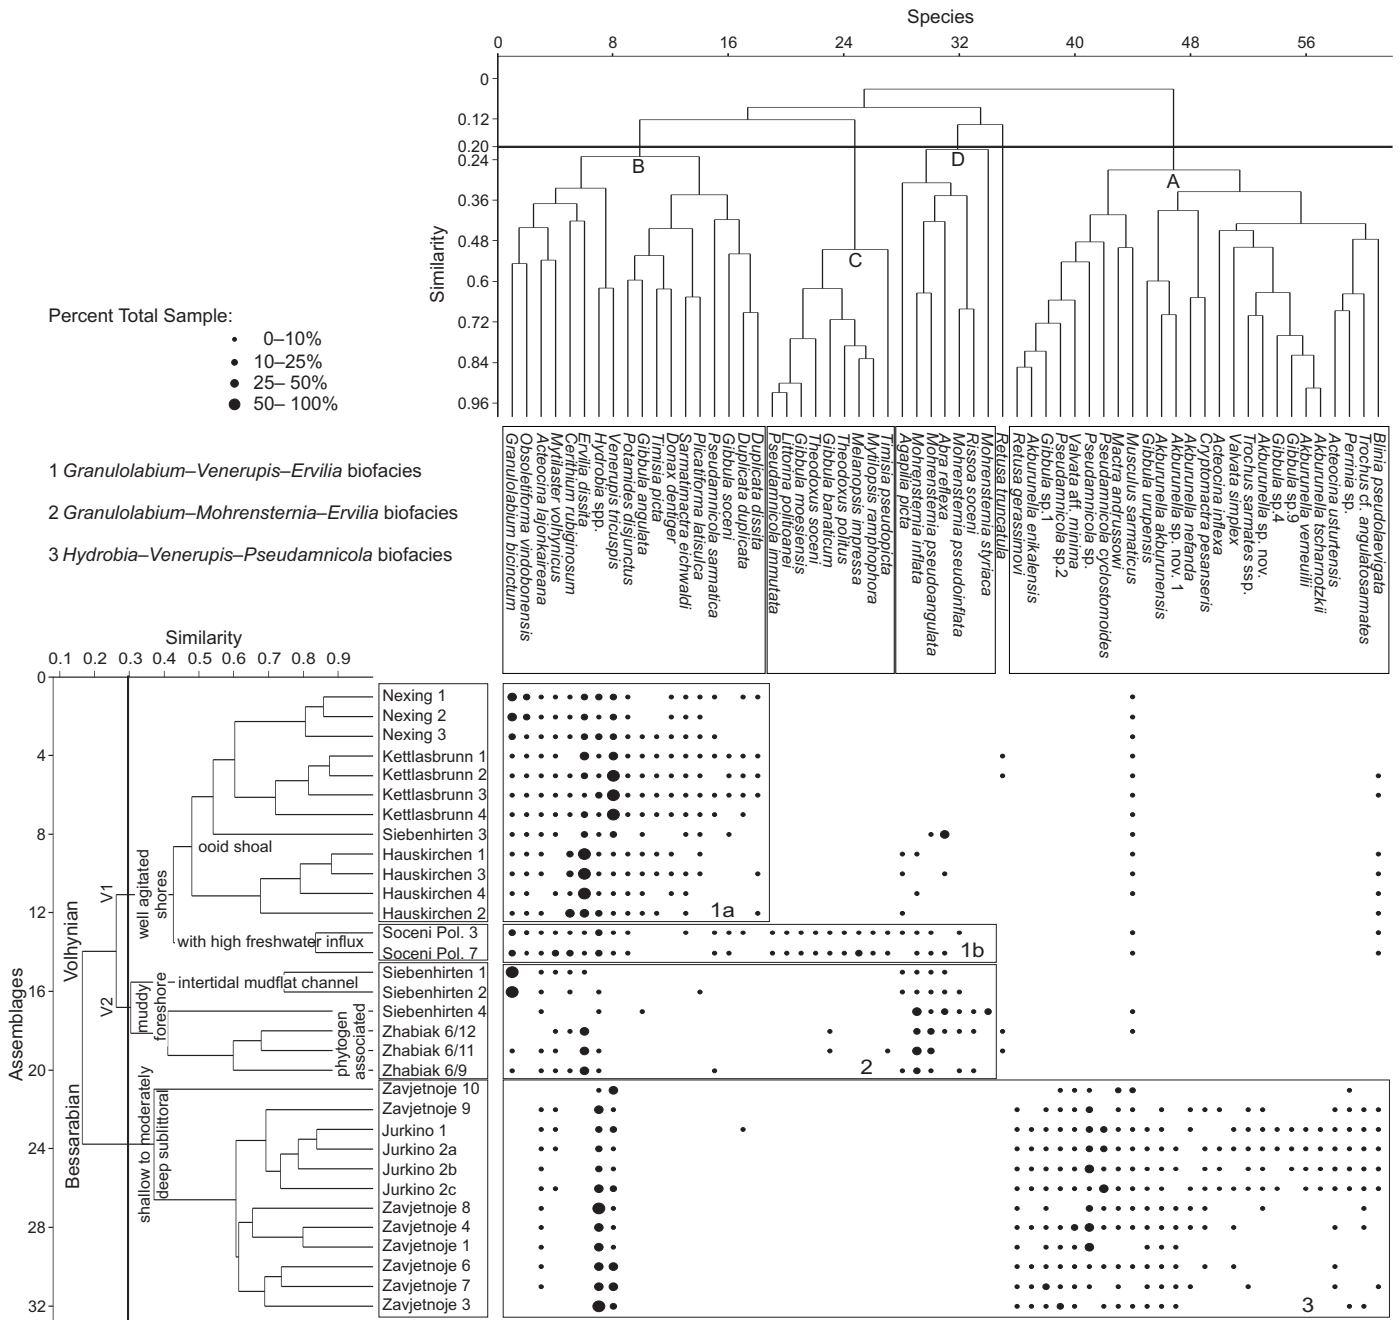 Species
0 8 16 24 32 40 48 56
0
0.12
0.20
0.24
0.36
0.48
0.6
0.72
0.84
0.96
Similarity
B
C
D
A
Percent Total Sample:
0–10%
10–25%
25– 50%
50– 100%
1 Granulolabium–Venerupis–Ervilia biofacies
2 Granulolabium–Mohrensternia–Ervilia biofacies
3 Hydrobia–Venerupis–Pseudamnicola biofacies
Granulolabium bicinctum
Obsoletiforma vindobonensis
Acteocina lajonkaireana
Mytilaster volhynicus
Cerithium rubiginosum
Ervilia dissita
Hydrobia spp.
Venerupis tricuspis
Potamides disjunctus
Gibbula angulata
Timisia picta
Donax dentiger
Sarmatimactra eichwaldi
Plicatiforma latisulca
Pseudamnicola sarmatica
Gibbula soceni
Duplicata duplicata
Duplicata dissita
Pseudamnicola immutata
Littorina politioanei
Gibbula moesiensis
Theodoxus soceni
Gibbula banaticum
Theodoxus politus
Melanopsis impressa
Mytilopsis ramphophora
Timisia pseudopicta
Agapilia picta
Mohrensternia inflata
Mohrensternia pseudoangulata
Abra reflexa
Mohrensternia pseudoinflata
Rissoa soceni
Mohrensternia styriaca
Retusa truncatula
Retusa gerassimovi
Akburunella enikalensis
Gibbula sp.1
Pseudamnicola sp.2
Valvata aff. minima
Pseudamnicola sp.
Pseudamnicola cyclostomoides
Mactra andrussowi
Musculus sarmaticus
Gibbula urupensis
Akburunella akburunensis
Akburunella sp. nov. 1
Akburunella nefanda
Cryptomactra pesanseris
Acteocina inflexa
Valvata simplex
Trochus sarmates ssp.
Akburunella sp. nov.
Gibbula sp.4
Gibbula sp.9
Akburunella verneuilii
Akburunella tscharnotzkii
Acteocina usturtensis
Perrinia sp.
Trochus cf. angulatosarmates
Blinia pseudolaevigata
Similarity
0.1 0.2 0.3 0.4 0.5 0.6 0.7 0.8 0.9
0
4
8
12
16
20
24
28
32
Assemblages
Volhynian
Bessarabian
V1
V2
well agitated
shores
muddy
foreshore
shallow to moderately
deep sublittoral
ooid shoal
with high freshwater influx
intertidal mudflat channel
phytogen
associated
Nexing 1
Nexing 2
Nexing 3
Kettlasbrunn 1
Kettlasbrunn 2
Kettlasbrunn 3
Kettlasbrunn 4
Siebenhirten 3
Hauskirchen 1
Hauskirchen 3
Hauskirchen 4
Hauskirchen 2
Soceni Pol. 3
Soceni Pol. 7
Siebenhirten 1
Siebenhirten 2
Siebenhirten 4
Zhabiak 6/12
Zhabiak 6/11
Zhabiak 6/9
Zavjetnoje 10
Zavjetnoje 9
Jurkino 1
Jurkino 2a
Jurkino 2b
Jurkino 2c
Zavjetnoje 8
Zavjetnoje 4
Zavjetnoje 1
Zavjetnoje 6
Zavjetnoje 7
Zavjetnoje 3
1a
1b
2
3